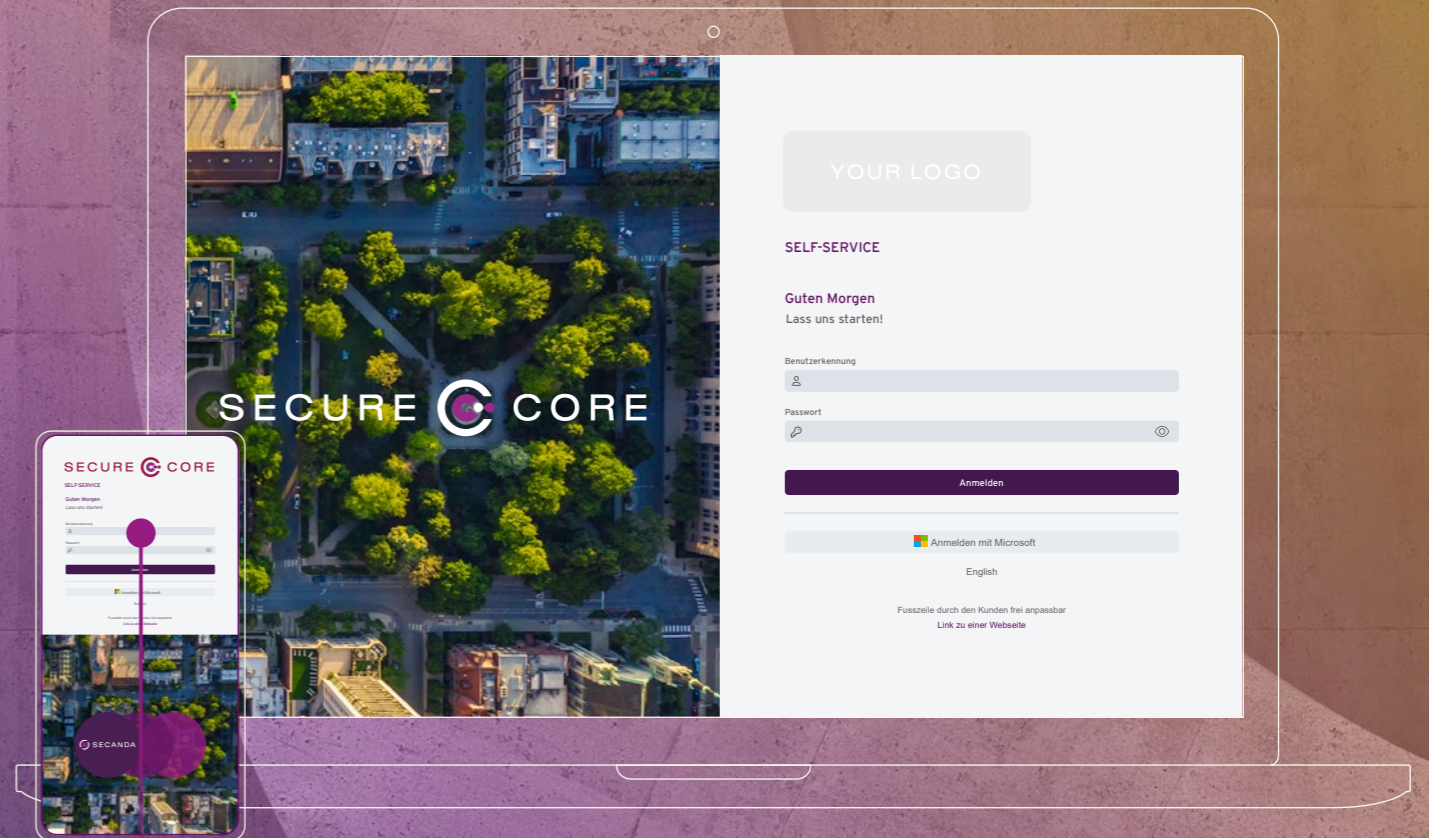 YOUR LOGO
SELF-SERVICE
Guten Morgen
Lass uns starten!
Benutzerkennung
Passwort
Anmelden
Anmelden mit Microsoft
English
Fusszeile durch den Kunden frei anpassbar
Link zu einer Webseite
SECURE CORE
SECURE CORE
SELF-SERVICE
Guten Morgen
Lass uns starten!
Benutzerkennung
Passwort
SECANDA